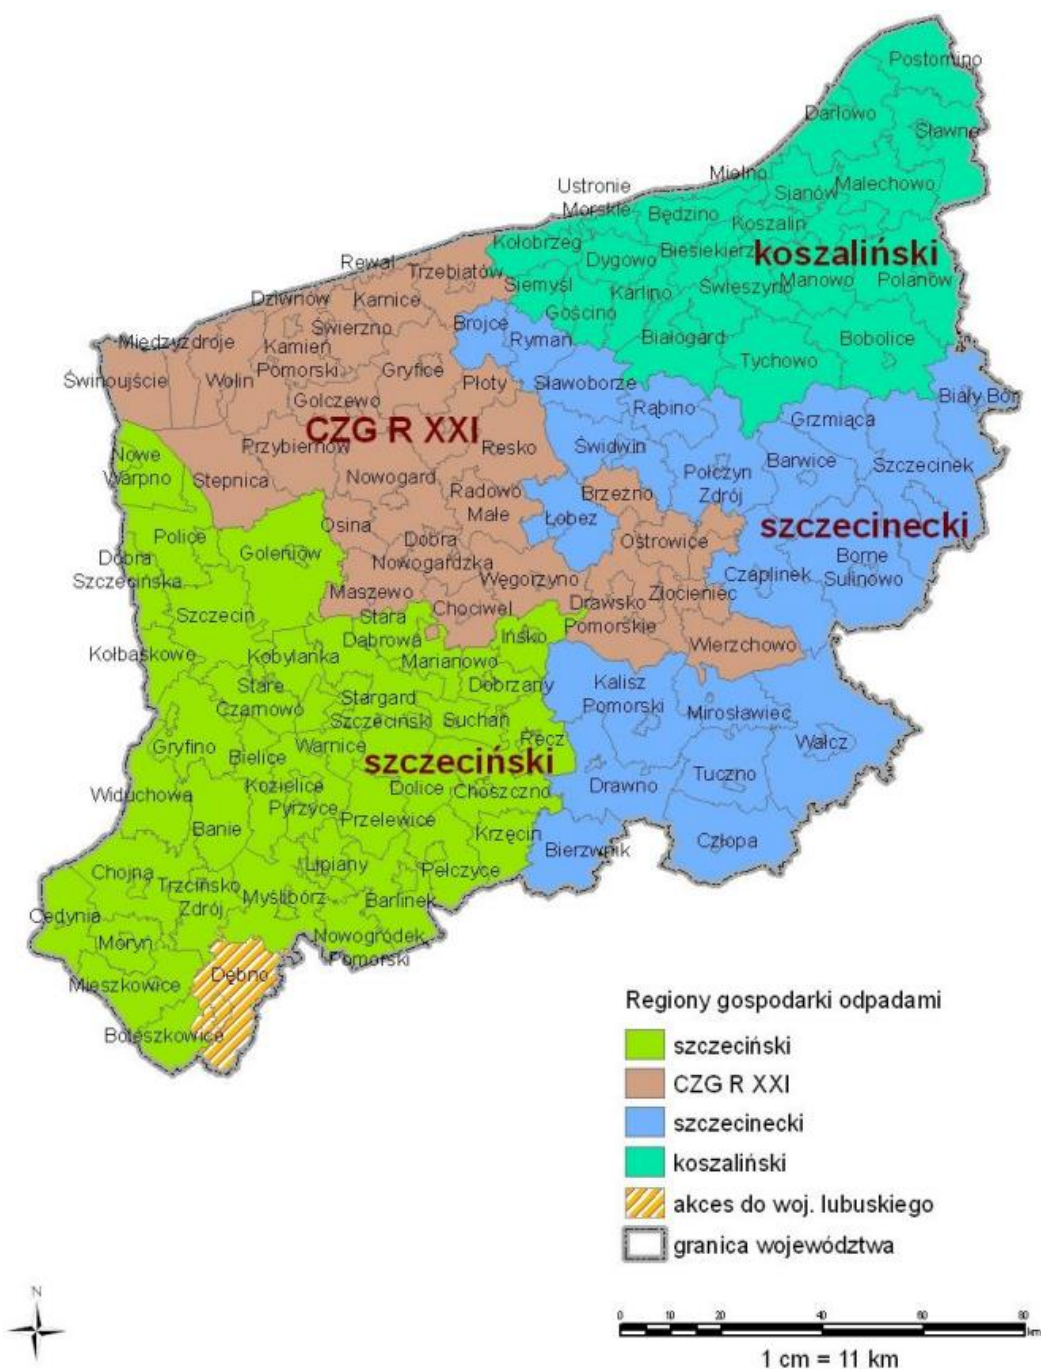 Postomino
Darłowo
Sławno
Mielno
Sianów
Malechowo
Ustronie
Morskie
Będzino
Koszalin
Kołobrzeg
Dygowo
Biesiekierz
koszaliński
Rewal
Trzebiatów
Siemyśl
Karlino
Świeszyno
Manowo
Polanów
Dziwnów
Karnice
Gościno
Świerzno
Brojce
Rymań
Białogard
Bobolice
Międzyzdroje
Kamień
Pomorski
Tychowo
Świnoujście
Wolin
Gryfice
Płoty
Sławoborze
Biały Bór
Golczewo
Rąbino
Grzmiąca
CZG R XXI
Przybiernów
Resko
Świdwin
Barwice
Szczecinek
Nowe
Warpno
Stepnica
Nowogard
Połczyn
Zdrój
Radowo
Małe
Brzeżno
Osina
Łobez
szczecinecki
Police
Goleniów
Dobra
Nowogardzka
Ostrowice
Dobra
Szczecińska
Węgorzyno
Czaplinek
Borne
Sulinowo
Maszewo
Chociwel
Drawsko
Pomorskie
Złocieniec
Szczecin
Stara
Dąbrowa
Ińsko
Wierzchowo
Kołbaskowo
Kobylanka
Marianowo
Stare
Czarnowo
Dobrzany
Kalisz
Pomorski
Stargard
Szczeciński
Suchań
Mirosławiec
Gryfino
Bielice
Warnice
Recz
Wałcz
szczeciński
Widuchowa
Kozielice
Pyrzyce
Dolice
Choszczno
Drawno
Tuczno
Banie
Przelewice
Krzęcin
Bierzwnik
Człopa
Chojna
Lipiany
Pełczyce
Trzcińsko
Zdrój
Myślibórz
Barlinek
Cedynia
Moryń
Nowogródek
Pomorski
Mieszkowice
Dębno
Boleszkowice
Regiony gospodarki odpadami
szczeciński
CZG R XXI
szczecinecki
koszaliński
akces do woj. lubuskiego
granica województwa
N
0 10 20 40 60 80
km
1 cm = 11 km